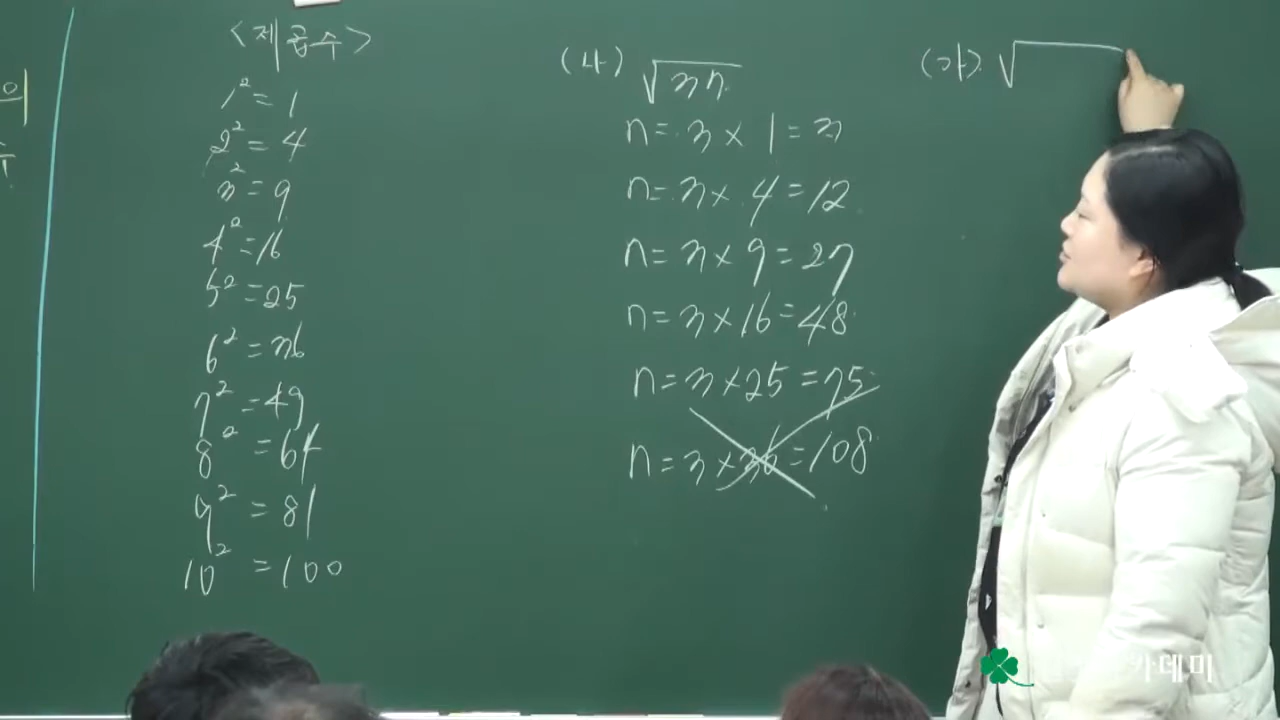 <제곱수>
1² = 1
2² = 4
3² = 9
4² = 16
5² = 25
6² = 36
7² = 49
8² = 64
9² = 81
10² = 100
(나) √3n
n = 3 × 1 = 3
n = 3 × 4 = 12
n = 3 × 9 = 27
n = 3 × 16 = 48
n = 3 × 25 = 75
n = 3 × 36 = 108
(가) √
의
수
카데미